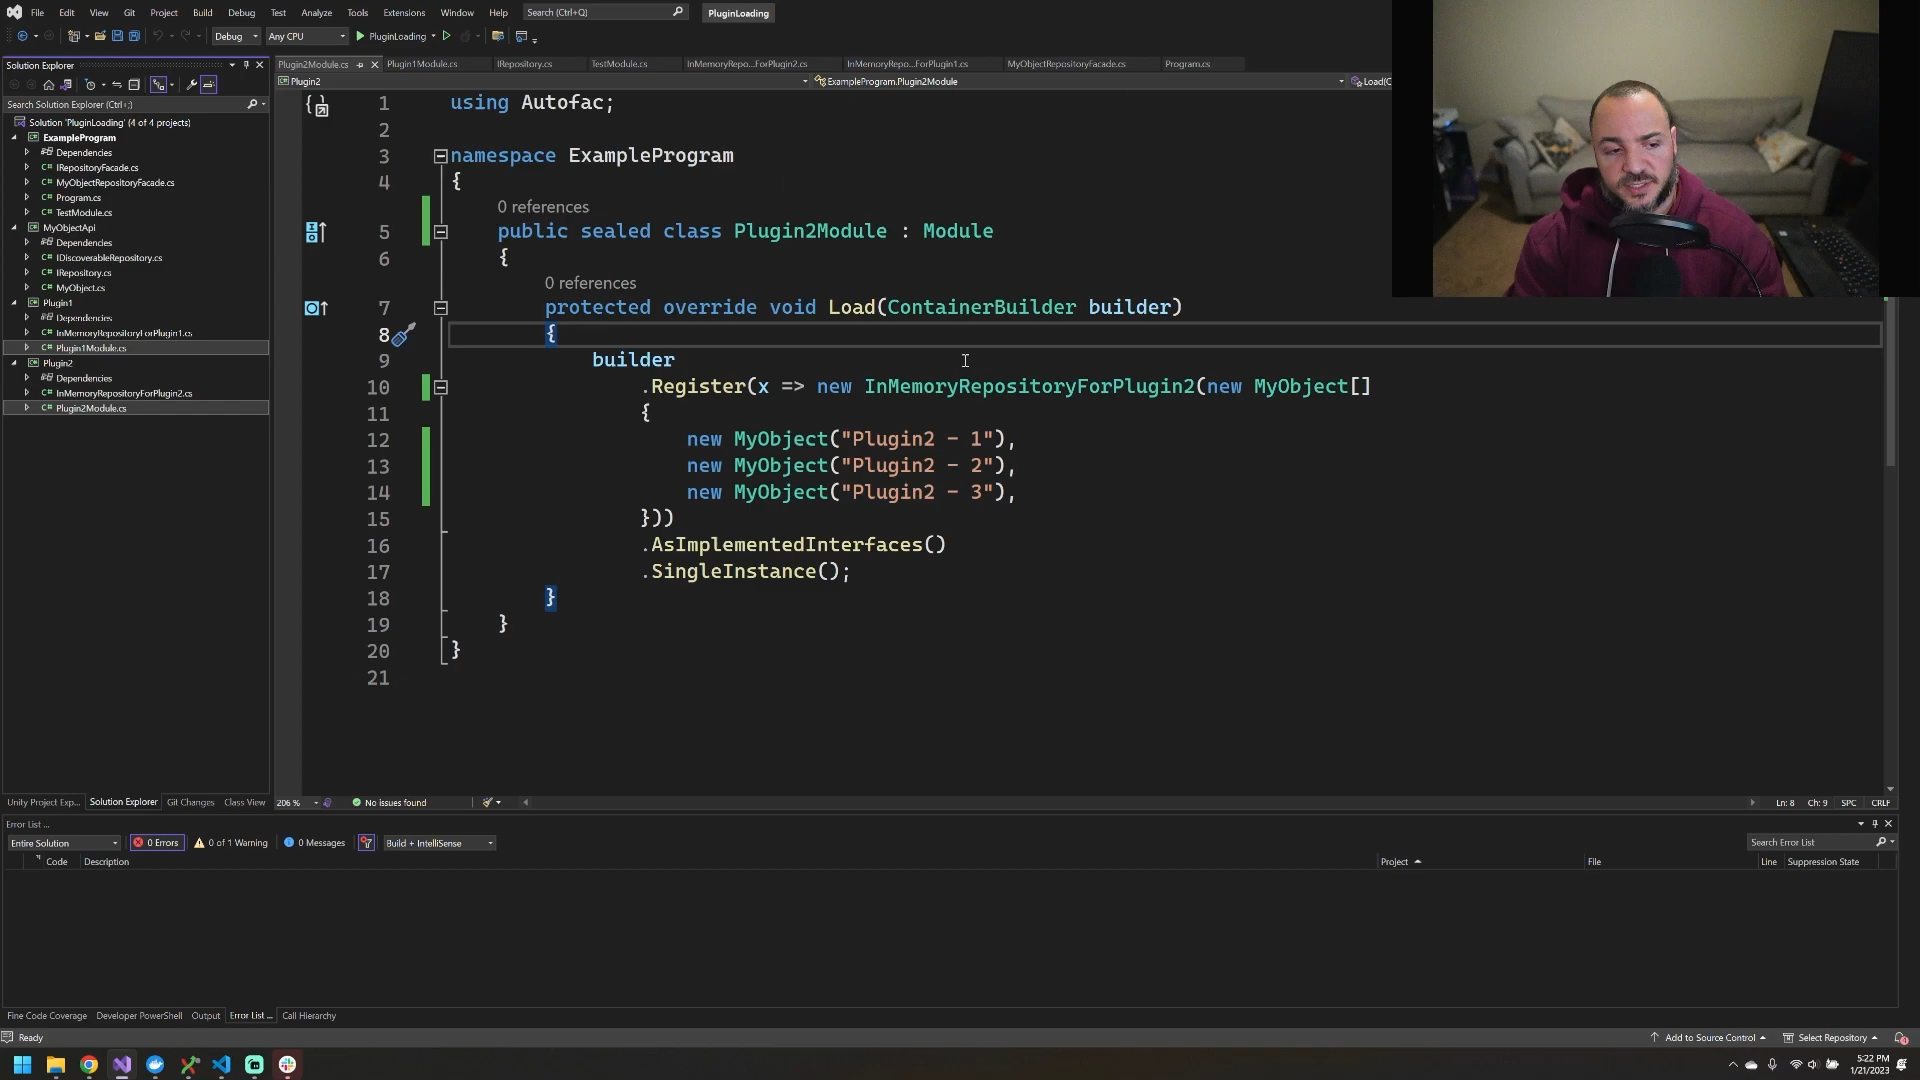 File Edit View Git Project Build Debug Test Analyze Tools Extensions Window Help Search (Ctrl+Q) PluginLoading
Debug Any CPU PluginLoading
Solution Explorer
Search Solution Explorer (Ctrl+;)
Solution 'PluginLoading' (4 of 4 projects)
ExampleProgram
Dependencies
C# IRepositoryFacade.cs
C# MyObjectRepositoryFacade.cs
C# Program.cs
C# TestModule.cs
MyObjectApi
Dependencies
C# IDiscoverableRepository.cs
C# IRepository.cs
C# MyObject.cs
Plugin1
Dependencies
C# InMemoryRepositoryForPlugin1.cs
C# Plugin1Module.cs
Plugin2
Dependencies
C# InMemoryRepositoryForPlugin2.cs
C# Plugin2Module.cs
Unity Project Exp... Solution Explorer Git Changes Class View
Plugin2Module.cs Plugin1Module.cs IRepository.cs TestModule.cs InMemoryRepo...ForPlugin2.cs InMemoryRepo...ForPlugin1.cs MyObjectRepositoryFacade.cs Program.cs
Plugin2 ExampleProgram.Plugin2Module Load(C
1 using Autofac;
2
3 namespace ExampleProgram
4 {
0 references
5 public sealed class Plugin2Module : Module
6 {
0 references
7 protected override void Load(ContainerBuilder builder)
8 {
9 builder
10 .Register(x => new InMemoryRepositoryForPlugin2(new MyObject[]
11 {
12 new MyObject("Plugin2 - 1"),
13 new MyObject("Plugin2 - 2"),
14 new MyObject("Plugin2 - 3"),
15 }))
16 .AsImplementedInterfaces()
17 .SingleInstance();
18 }
19 }
20 }
21
206 % No issues found Ln: 8 Ch: 9 SPC CRLF
Error List ...
Entire Solution 0 Errors 0 of 1 Warning 0 Messages Build + IntelliSense Search Error List
Code Description Project File Line Suppression State
Fine Code Coverage Developer PowerShell Output Error List ... Call Hierarchy
Ready Add to Source Control Select Repository
5:22 PM
1/21/2023